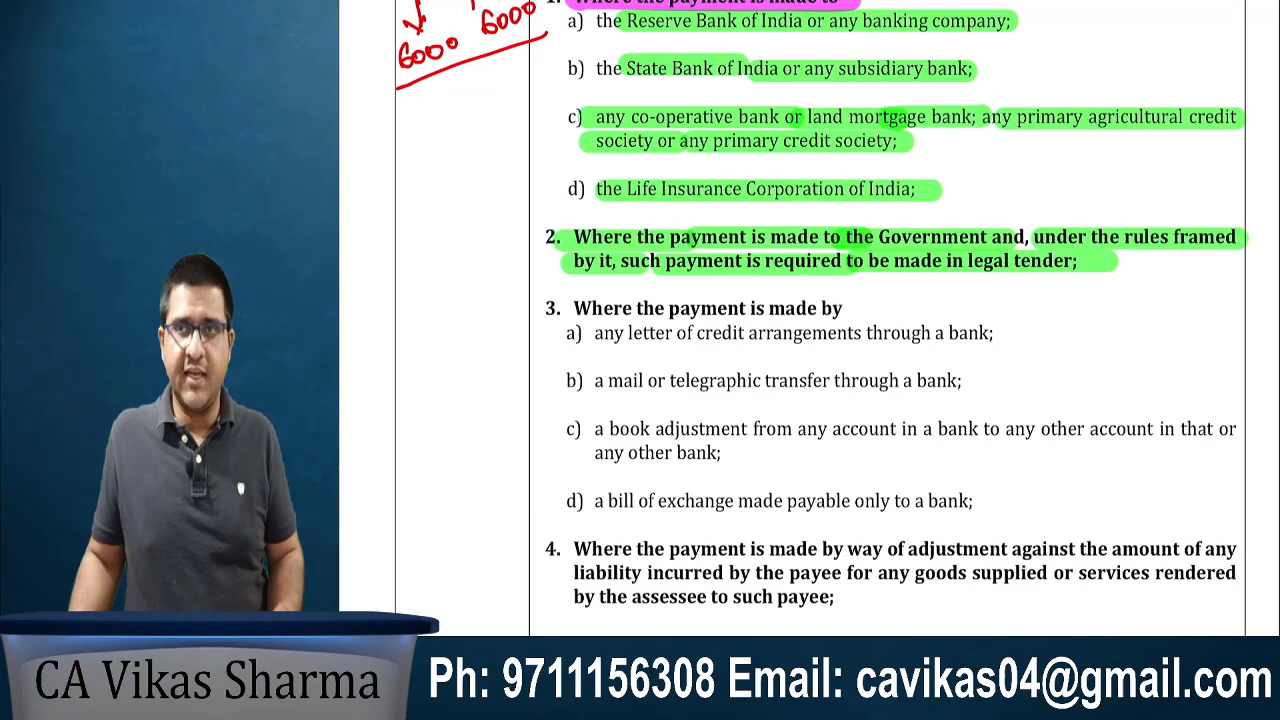 1. Where the payment is made to
6000 6000
a) the Reserve Bank of India or any banking company;
b) the State Bank of India or any subsidiary bank;
c) any co-operative bank or land mortgage bank; any primary agricultural credit
society or any primary credit society;
d) the Life Insurance Corporation of India;
2. Where the payment is made to the Government and, under the rules framed
by it, such payment is required to be made in legal tender;
3. Where the payment is made by
a) any letter of credit arrangements through a bank;
b) a mail or telegraphic transfer through a bank;
c) a book adjustment from any account in a bank to any other account in that or
any other bank;
d) a bill of exchange made payable only to a bank;
4. Where the payment is made by way of adjustment against the amount of any
liability incurred by the payee for any goods supplied or services rendered
by the assessee to such payee;
CA Vikas Sharma
Ph: 9711156308 Email: cavikas04@gmail.com